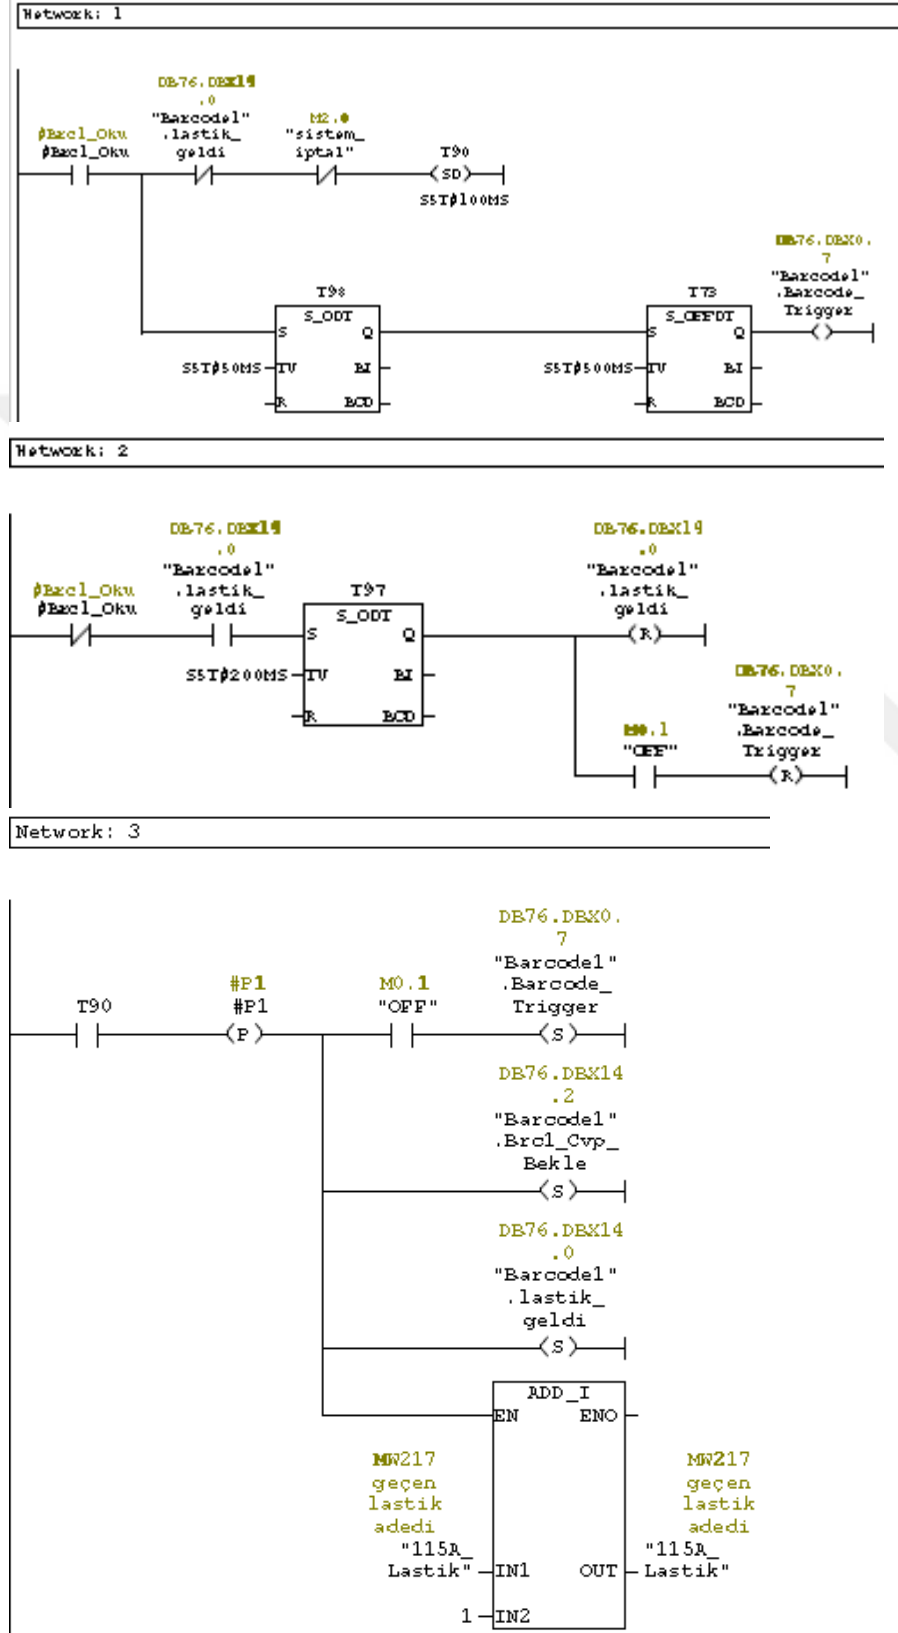 Network: 1
DB76.DBX14
.0
"Barcode1"
.lastik_
geldi
M2.0
"sistem_
iptal"
#Brc1_Oku
#Brc1_Oku
T90
(SD)
S5T#100MS
DB76.DBX0.
7
"Barcode1"
.Barcode_
Trigger
T98
S_ODT
S Q
S5T#50MS TV BI
R BCD
T73
S_OFFDT
S Q
S5T#500MS TV BI
R BCD
Network: 2
DB76.DBX14
.0
"Barcode1"
.lastik_
geldi
#Brc1_Oku
#Brc1_Oku
T97
S_ODT
S Q
S5T#200MS TV BI
R BCD
DB76.DBX14
.0
"Barcode1"
.lastik_
geldi
(R)
M0.1
"OFF"
DB76.DBX0.
7
"Barcode1"
.Barcode_
Trigger
(R)
Network: 3
T90
#P1
#P1
(P)
M0.1
"OFF"
DB76.DBX0.
7
"Barcode1"
.Barcode_
Trigger
(S)
DB76.DBX14
.2
"Barcode1"
.Brc1_Cvp_
Bekle
(S)
DB76.DBX14
.0
"Barcode1"
.lastik_
geldi
(S)
ADD_I
EN ENO
MW217
geçen
lastik
adedi
"115A_
Lastik" IN1
1 IN2
MW217
geçen
lastik
adedi
"115A_
OUT Lastik"